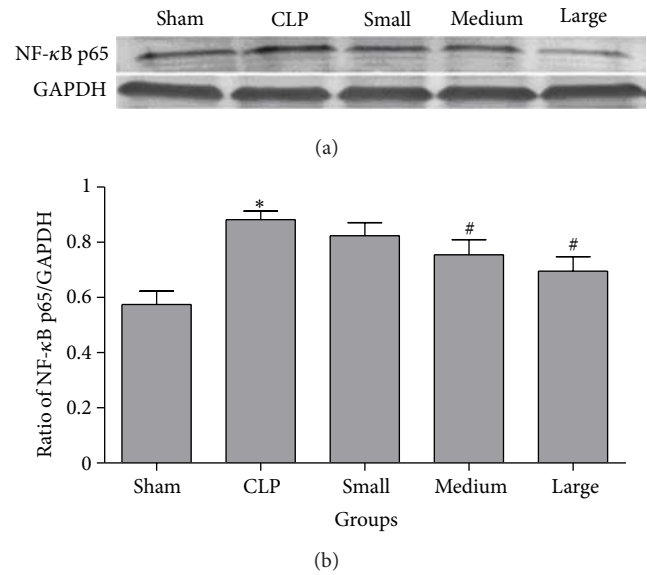 Sham CLP Small Medium Large
NF-κB p65
GAPDH
(a)
Ratio of NF-κB p65/GAPDH
1
0.8
0.6
0.4
0.2
0
*
#
#
Sham CLP Small Medium Large
Groups
(b)